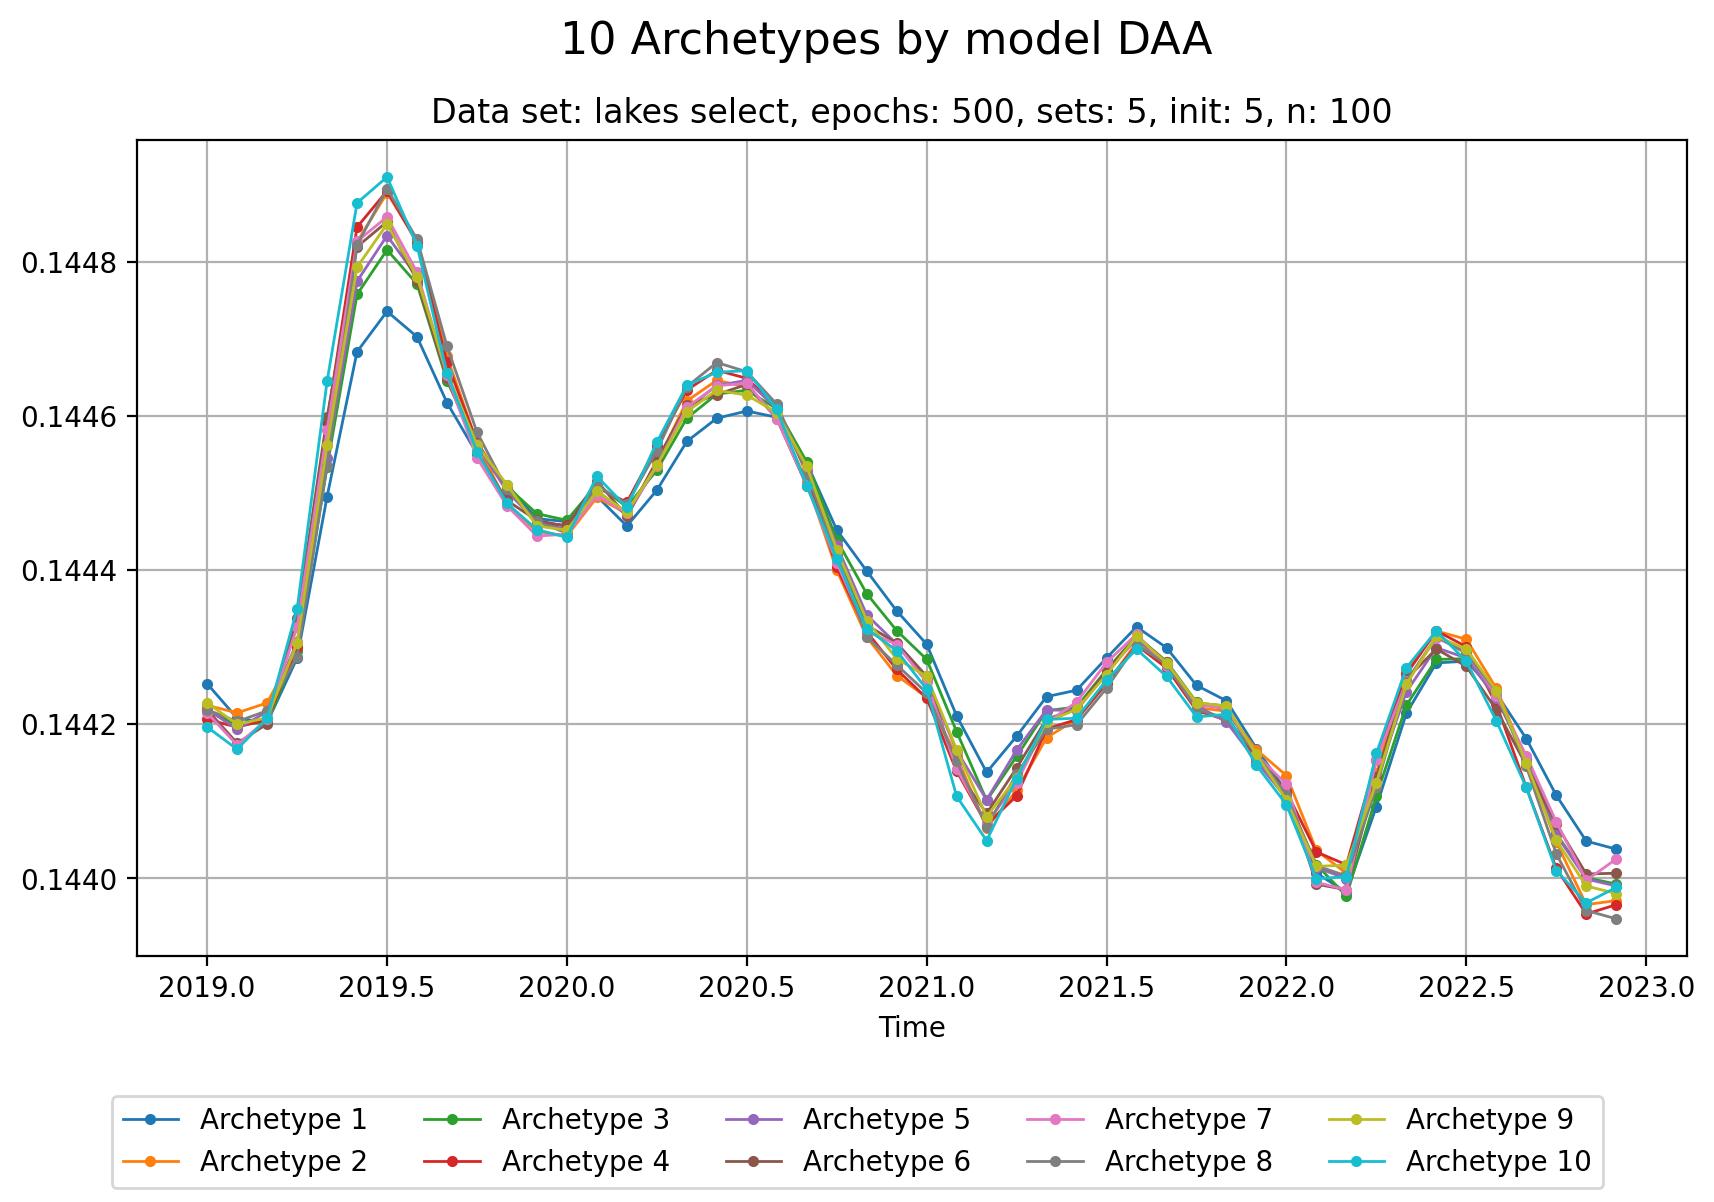 10 Archetypes by model DAA
Data set: lakes select, epochs: 500, sets: 5, init: 5, n: 100
0.1448
0.1446
0.1444
0.1442
0.1440
2019.0 2019.5 2020.0 2020.5 2021.0 2021.5 2022.0 2022.5 2023.0
Time
Archetype 1 Archetype 3 Archetype 5 Archetype 7 Archetype 9
Archetype 2 Archetype 4 Archetype 6 Archetype 8 Archetype 10